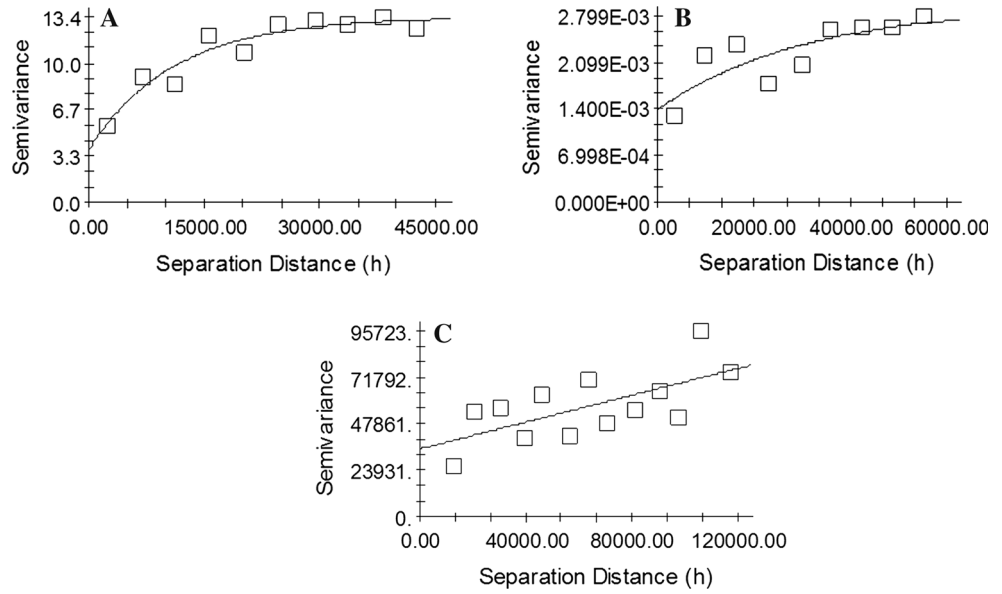 A
13.4
10.0
6.7
3.3
0.0
Semivariance
0.00 15000.00 30000.00 45000.00
Separation Distance (h)
B
2.799E-03
2.099E-03
1.400E-03
6.998E-04
0.000E+00
Semivariance
0.00 20000.00 40000.00 60000.00
Separation Distance (h)
C
95723.
71792.
47861.
23931.
0.
Semivariance
0.00 40000.00 80000.00 120000.00
Separation Distance (h)